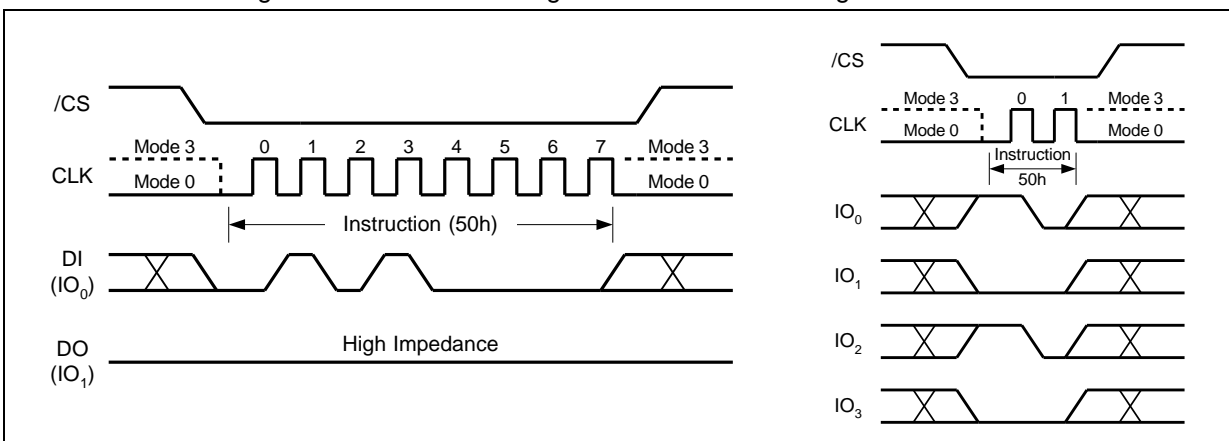 /CS
Mode 3 0 1 2 3 4 5 6 7 Mode 3
CLK
Mode 0 Mode 0
Instruction (50h)
DI
(IO0)
High Impedance
DO
(IO1)
/CS
Mode 3 0 1 Mode 3
CLK
Mode 0 Mode 0
Instruction
50h
IO0
IO1
IO2
IO3